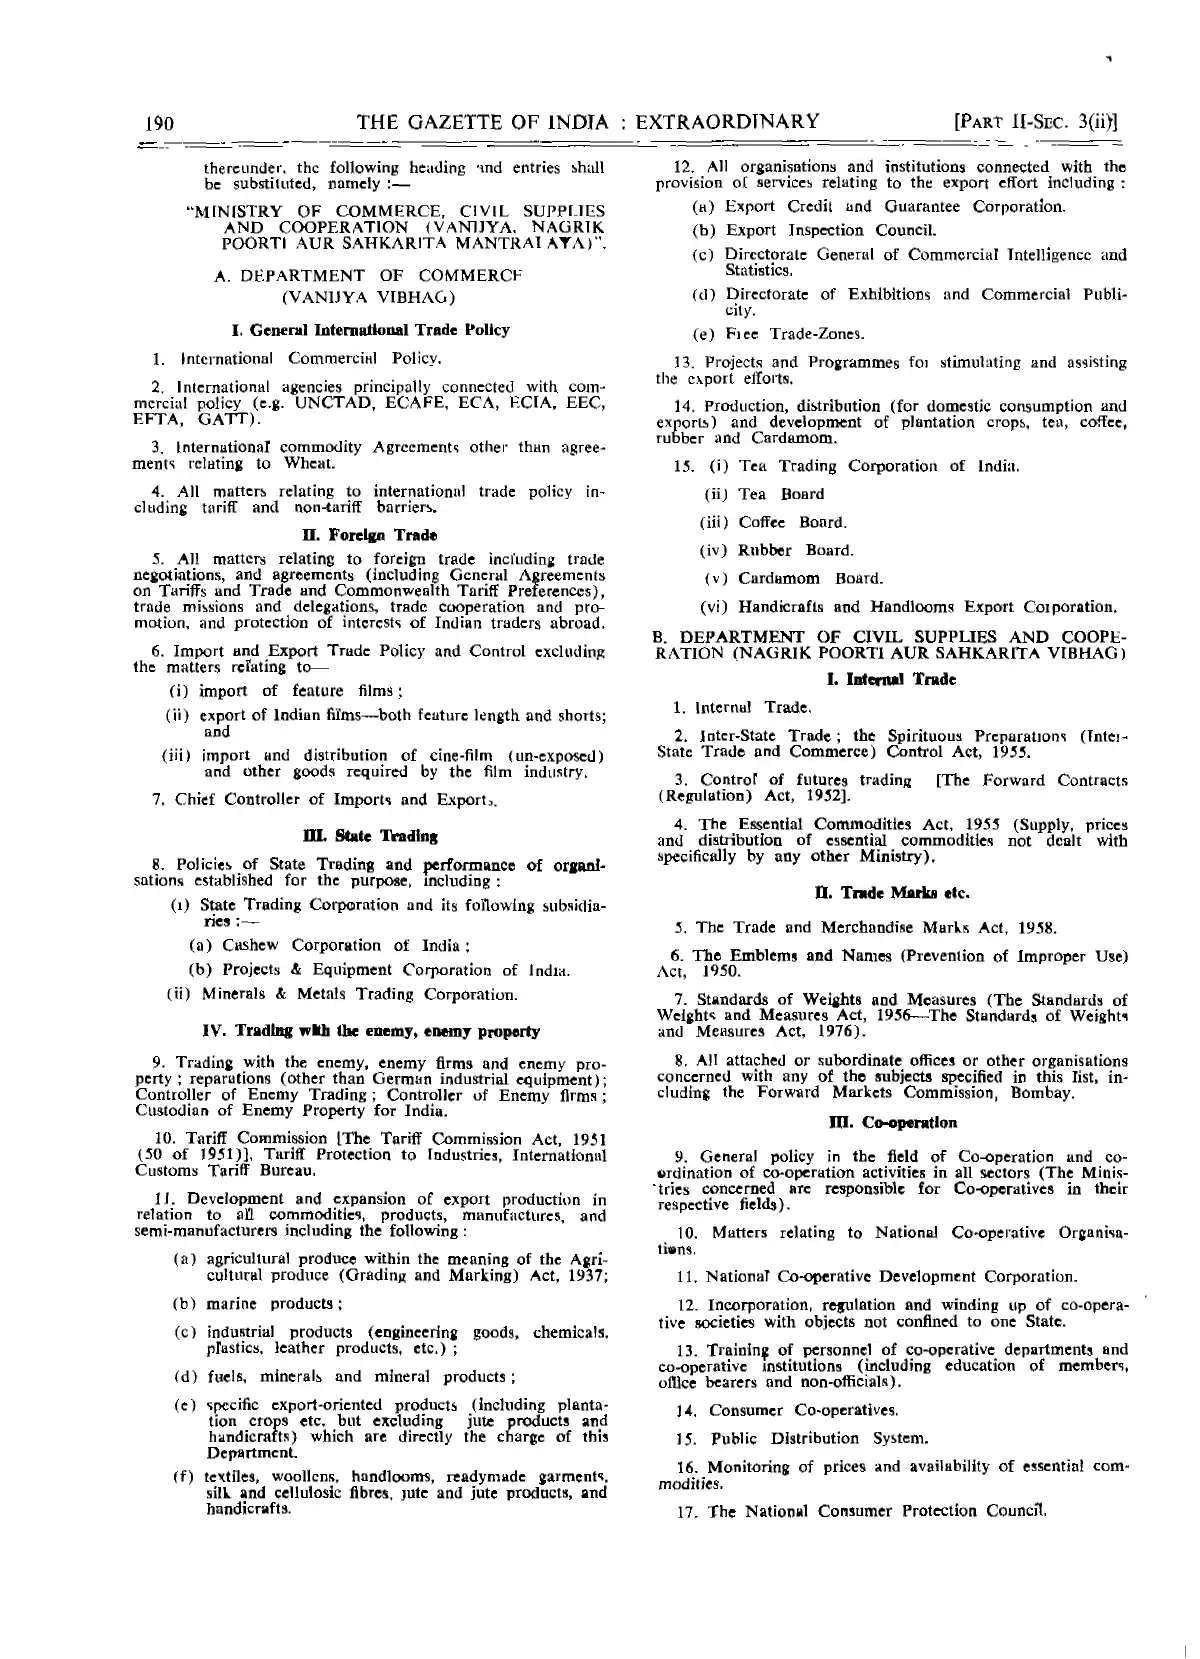 190 THE GAZETTE OF INDIA : EXTRAORDINARY [PART II-SEC. 3(ii)]
thereunder, the following heading and entries shall
be substituted, namely :—
"MINISTRY OF COMMERCE, CIVIL SUPPLIES
AND COOPERATION (VANIJYA, NAGRIK
POORTI AUR SAHKARITA MANTRALAYA)".
A. DEPARTMENT OF COMMERCE
(VANIJYA VIBHAG)
I. General International Trade Policy
1. International Commercial Policy.
2. International agencies principally connected with com-
mercial policy (e.g. UNCTAD, ECAFE, ECA, ECIA, EEC,
EFTA, GATT).
3. International commodity Agreements other than agree-
ments relating to Wheat.
4. All matters relating to international trade policy in-
cluding tariff and non-tariff barriers.
II. Foreign Trade
5. All matters relating to foreign trade including trade
negotiations, and agreements (including General Agreements
on Tariffs and Trade and Commonwealth Tariff Preferences),
trade missions and delegations, trade cooperation and pro-
motion, and protection of interests of Indian traders abroad.
6. Import and Export Trade Policy and Control excluding
the matters relating to—
(i) import of feature films ;
(ii) export of Indian films—both feature length and shorts;
and
(iii) import and distribution of cine-film (un-exposed)
and other goods required by the film industry.
7. Chief Controller of Imports and Exports.
III. State Trading
8. Policies of State Trading and performance of organi-
sations established for the purpose, including :
(i) State Trading Corporation and its following subsidia-
ries :—
(a) Cashew Corporation of India ;
(b) Projects & Equipment Corporation of India.
(ii) Minerals & Metals Trading Corporation.
IV. Trading with the enemy, enemy property
9. Trading with the enemy, enemy firms and enemy pro-
perty ; reparations (other than German industrial equipment) ;
Controller of Enemy Trading ; Controller of Enemy firms ;
Custodian of Enemy Property for India.
10. Tariff Commission [The Tariff Commission Act, 1951
(50 of 1951)], Tariff Protection to Industries, International
Customs Tariff Bureau.
11. Development and expansion of export production in
relation to all commodities, products, manufactures, and
semi-manufacturers including the following :
(a) agricultural produce within the meaning of the Agri-
cultural produce (Grading and Marking) Act, 1937;
(b) marine products ;
(c) industrial products (engineering goods, chemicals,
plastics, leather products, etc.) ;
(d) fuels, minerals and mineral products ;
(e) specific export-oriented products (including planta-
tion crops etc. but excluding jute products and
handicrafts) which are directly the charge of this
Department.
(f) textiles, woollens, handlooms, readymade garments,
silk and cellulosic fibres, jute and jute products, and
handicrafts.
12. All organisations and institutions connected with the
provision of services relating to the export effort including :
(a) Export Credit and Guarantee Corporation.
(b) Export Inspection Council.
(c) Directorate General of Commercial Intelligence and
Statistics.
(d) Directorate of Exhibitions and Commercial Publi-
city.
(e) Free Trade-Zones.
13. Projects and Programmes for stimulating and assisting
the export efforts.
14. Production, distribution (for domestic consumption and
exports) and development of plantation crops, tea, coffee,
rubber and Cardamom.
15. (i) Tea Trading Corporation of India.
(ii) Tea Board
(iii) Coffee Board.
(iv) Rubber Board.
(v) Cardamom Board.
(vi) Handicrafts and Handlooms Export Corporation.
B. DEPARTMENT OF CIVIL SUPPLIES AND COOPE-
RATION (NAGRIK POORTI AUR SAHKARITA VIBHAG)
I. Internal Trade
1. Internal Trade.
2. Inter-State Trade ; the Spirituous Preparations (Inter-
State Trade and Commerce) Control Act, 1955.
3. Control of futures trading [The Forward Contracts
(Regulation) Act, 1952].
4. The Essential Commodities Act, 1955 (Supply, prices
and distribution of essential commodities not dealt with
specifically by any other Ministry).
II. Trade Marks etc.
5. The Trade and Merchandise Marks Act, 1958.
6. The Emblems and Names (Prevention of Improper Use)
Act, 1950.
7. Standards of Weights and Measures (The Standards of
Weights and Measures Act, 1956—The Standards of Weights
and Measures Act, 1976).
8. All attached or subordinate offices or other organisations
concerned with any of the subjects specified in this list, in-
cluding the Forward Markets Commission, Bombay.
III. Co-operation
9. General policy in the field of Co-operation and co-
ordination of co-operation activities in all sectors (The Minis-
tries concerned are responsible for Co-operatives in their
respective fields).
10. Matters relating to National Co-operative Organisa-
tions.
11. National Co-operative Development Corporation.
12. Incorporation, regulation and winding up of co-opera-
tive societies with objects not confined to one State.
13. Training of personnel of co-operative departments and
co-operative institutions (including education of members,
office bearers and non-officials).
14. Consumer Co-operatives.
15. Public Distribution System.
16. Monitoring of prices and availability of essential com-
modities.
17. The National Consumer Protection Council.